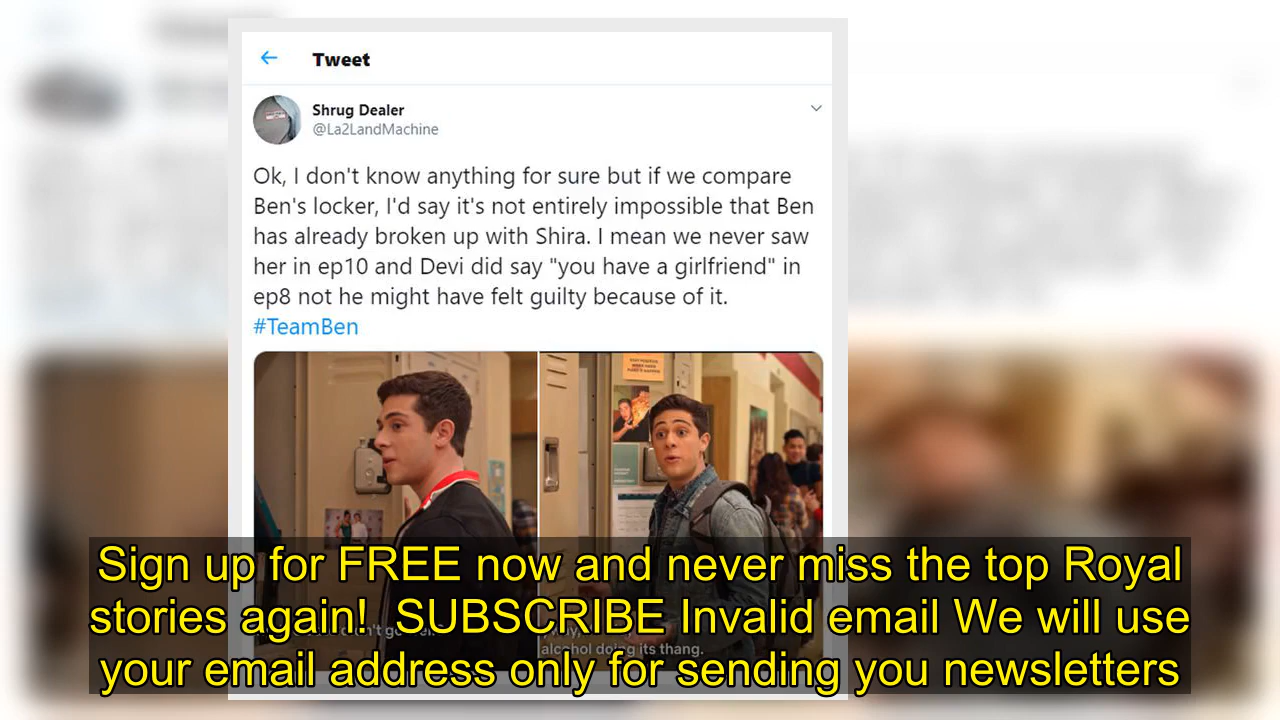 Tweet
Shrug Dealer
@La2LandMachine
Ok, I don't know anything for sure but if we compare
Ben's locker, I'd say it's not entirely impossible that Ben
has already broken up with Shira. I mean we never saw
her in ep10 and Devi did say "you have a girlfriend" in
ep8 not he might have felt guilty because of it.
#TeamBen
alcohol doing its thang.
Sign up for FREE now and never miss the top Royal
stories again! SUBSCRIBE Invalid email We will use
your email address only for sending you newsletters